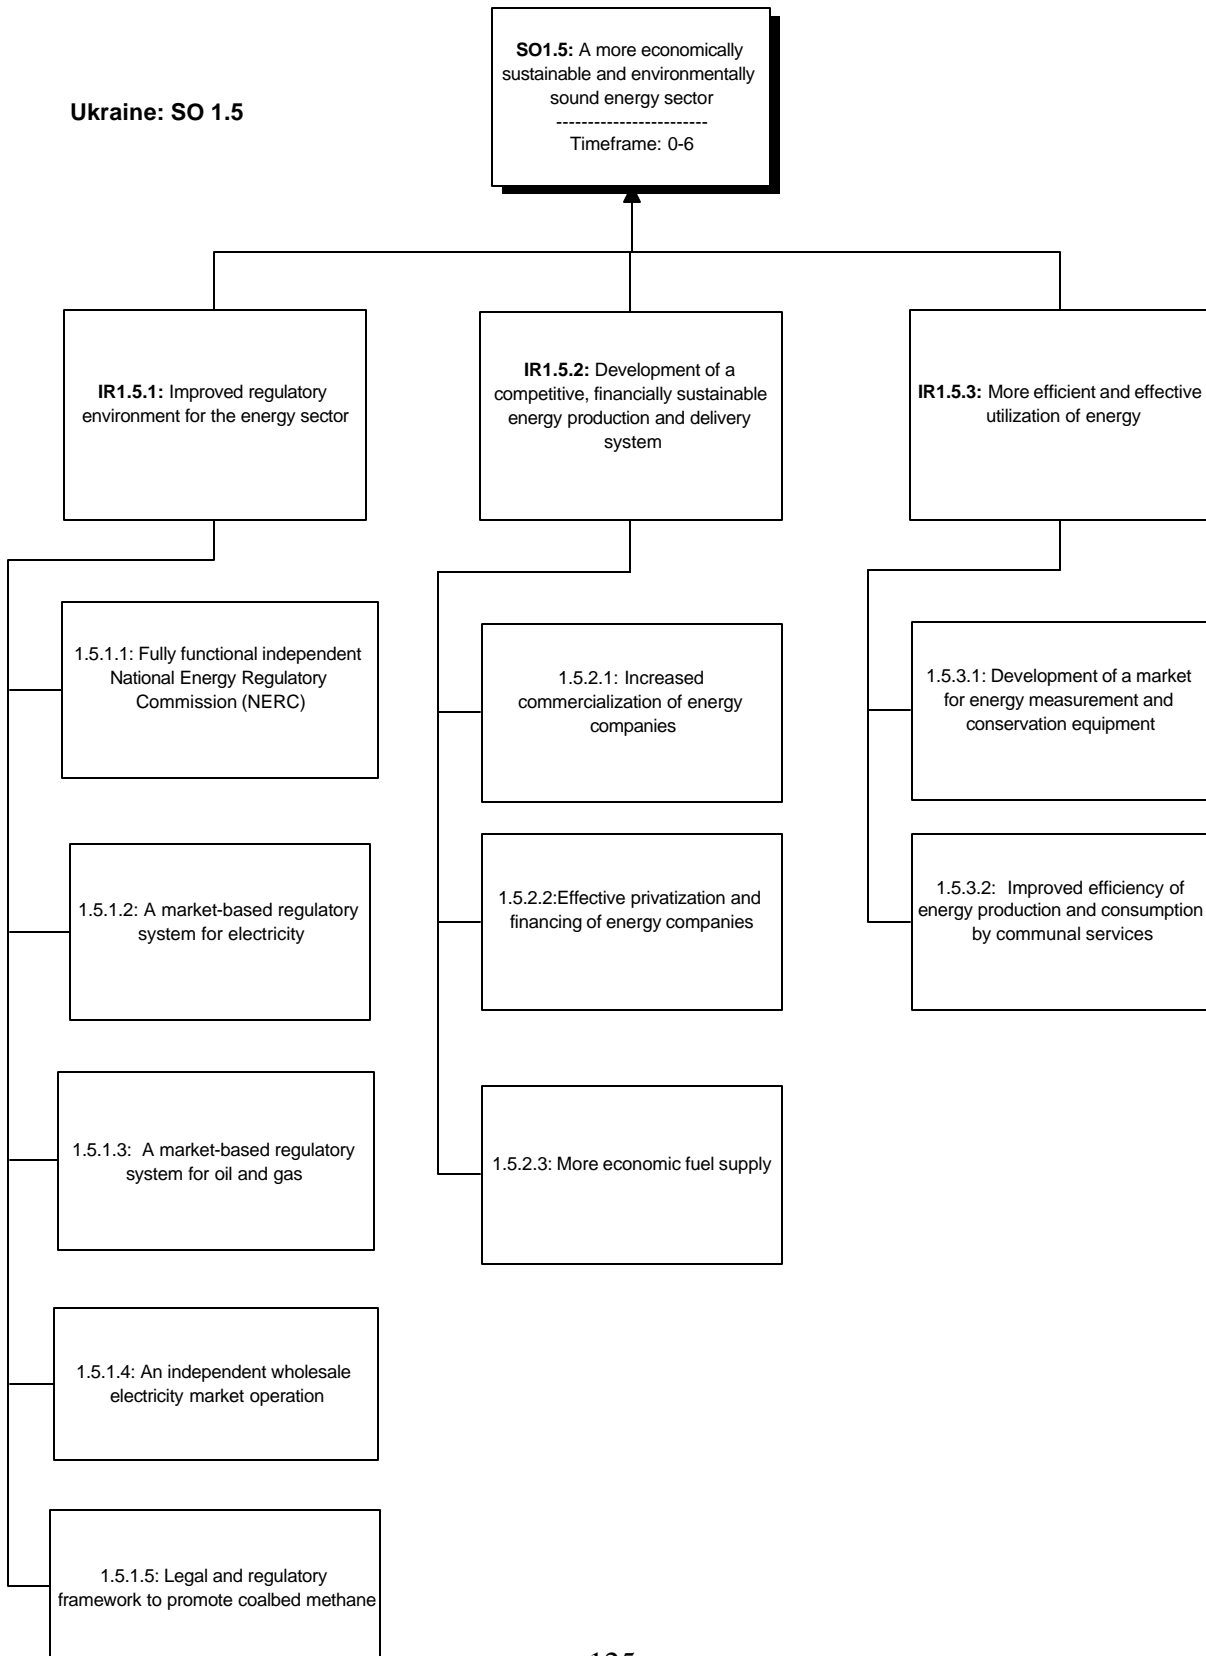 SO1.5: A more economically
sustainable and environmentally
sound energy sector
------------------------
Timeframe: 0-6
Ukraine: SO 1.5
IR1.5.1: Improved regulatory
environment for the energy sector
IR1.5.2: Development of a
competitive, financially sustainable
energy production and delivery
system
IR1.5.3: More efficient and effective
utilization of energy
1.5.1.1: Fully functional independent
National Energy Regulatory
Commission (NERC)
1.5.1.2: A market-based regulatory
system for electricity
1.5.1.3:  A market-based regulatory
system for oil and gas
1.5.1.4: An independent wholesale
electricity market operation
1.5.1.5: Legal and regulatory
framework to promote coalbed methane
1.5.2.1: Increased
commercialization of energy
companies
1.5.2.2:Effective privatization and
financing of energy companies
1.5.2.3: More economic fuel supply
1.5.3.1: Development of a market
for energy measurement and
conservation equipment
1.5.3.2:  Improved efficiency of
energy production and consumption
by communal services